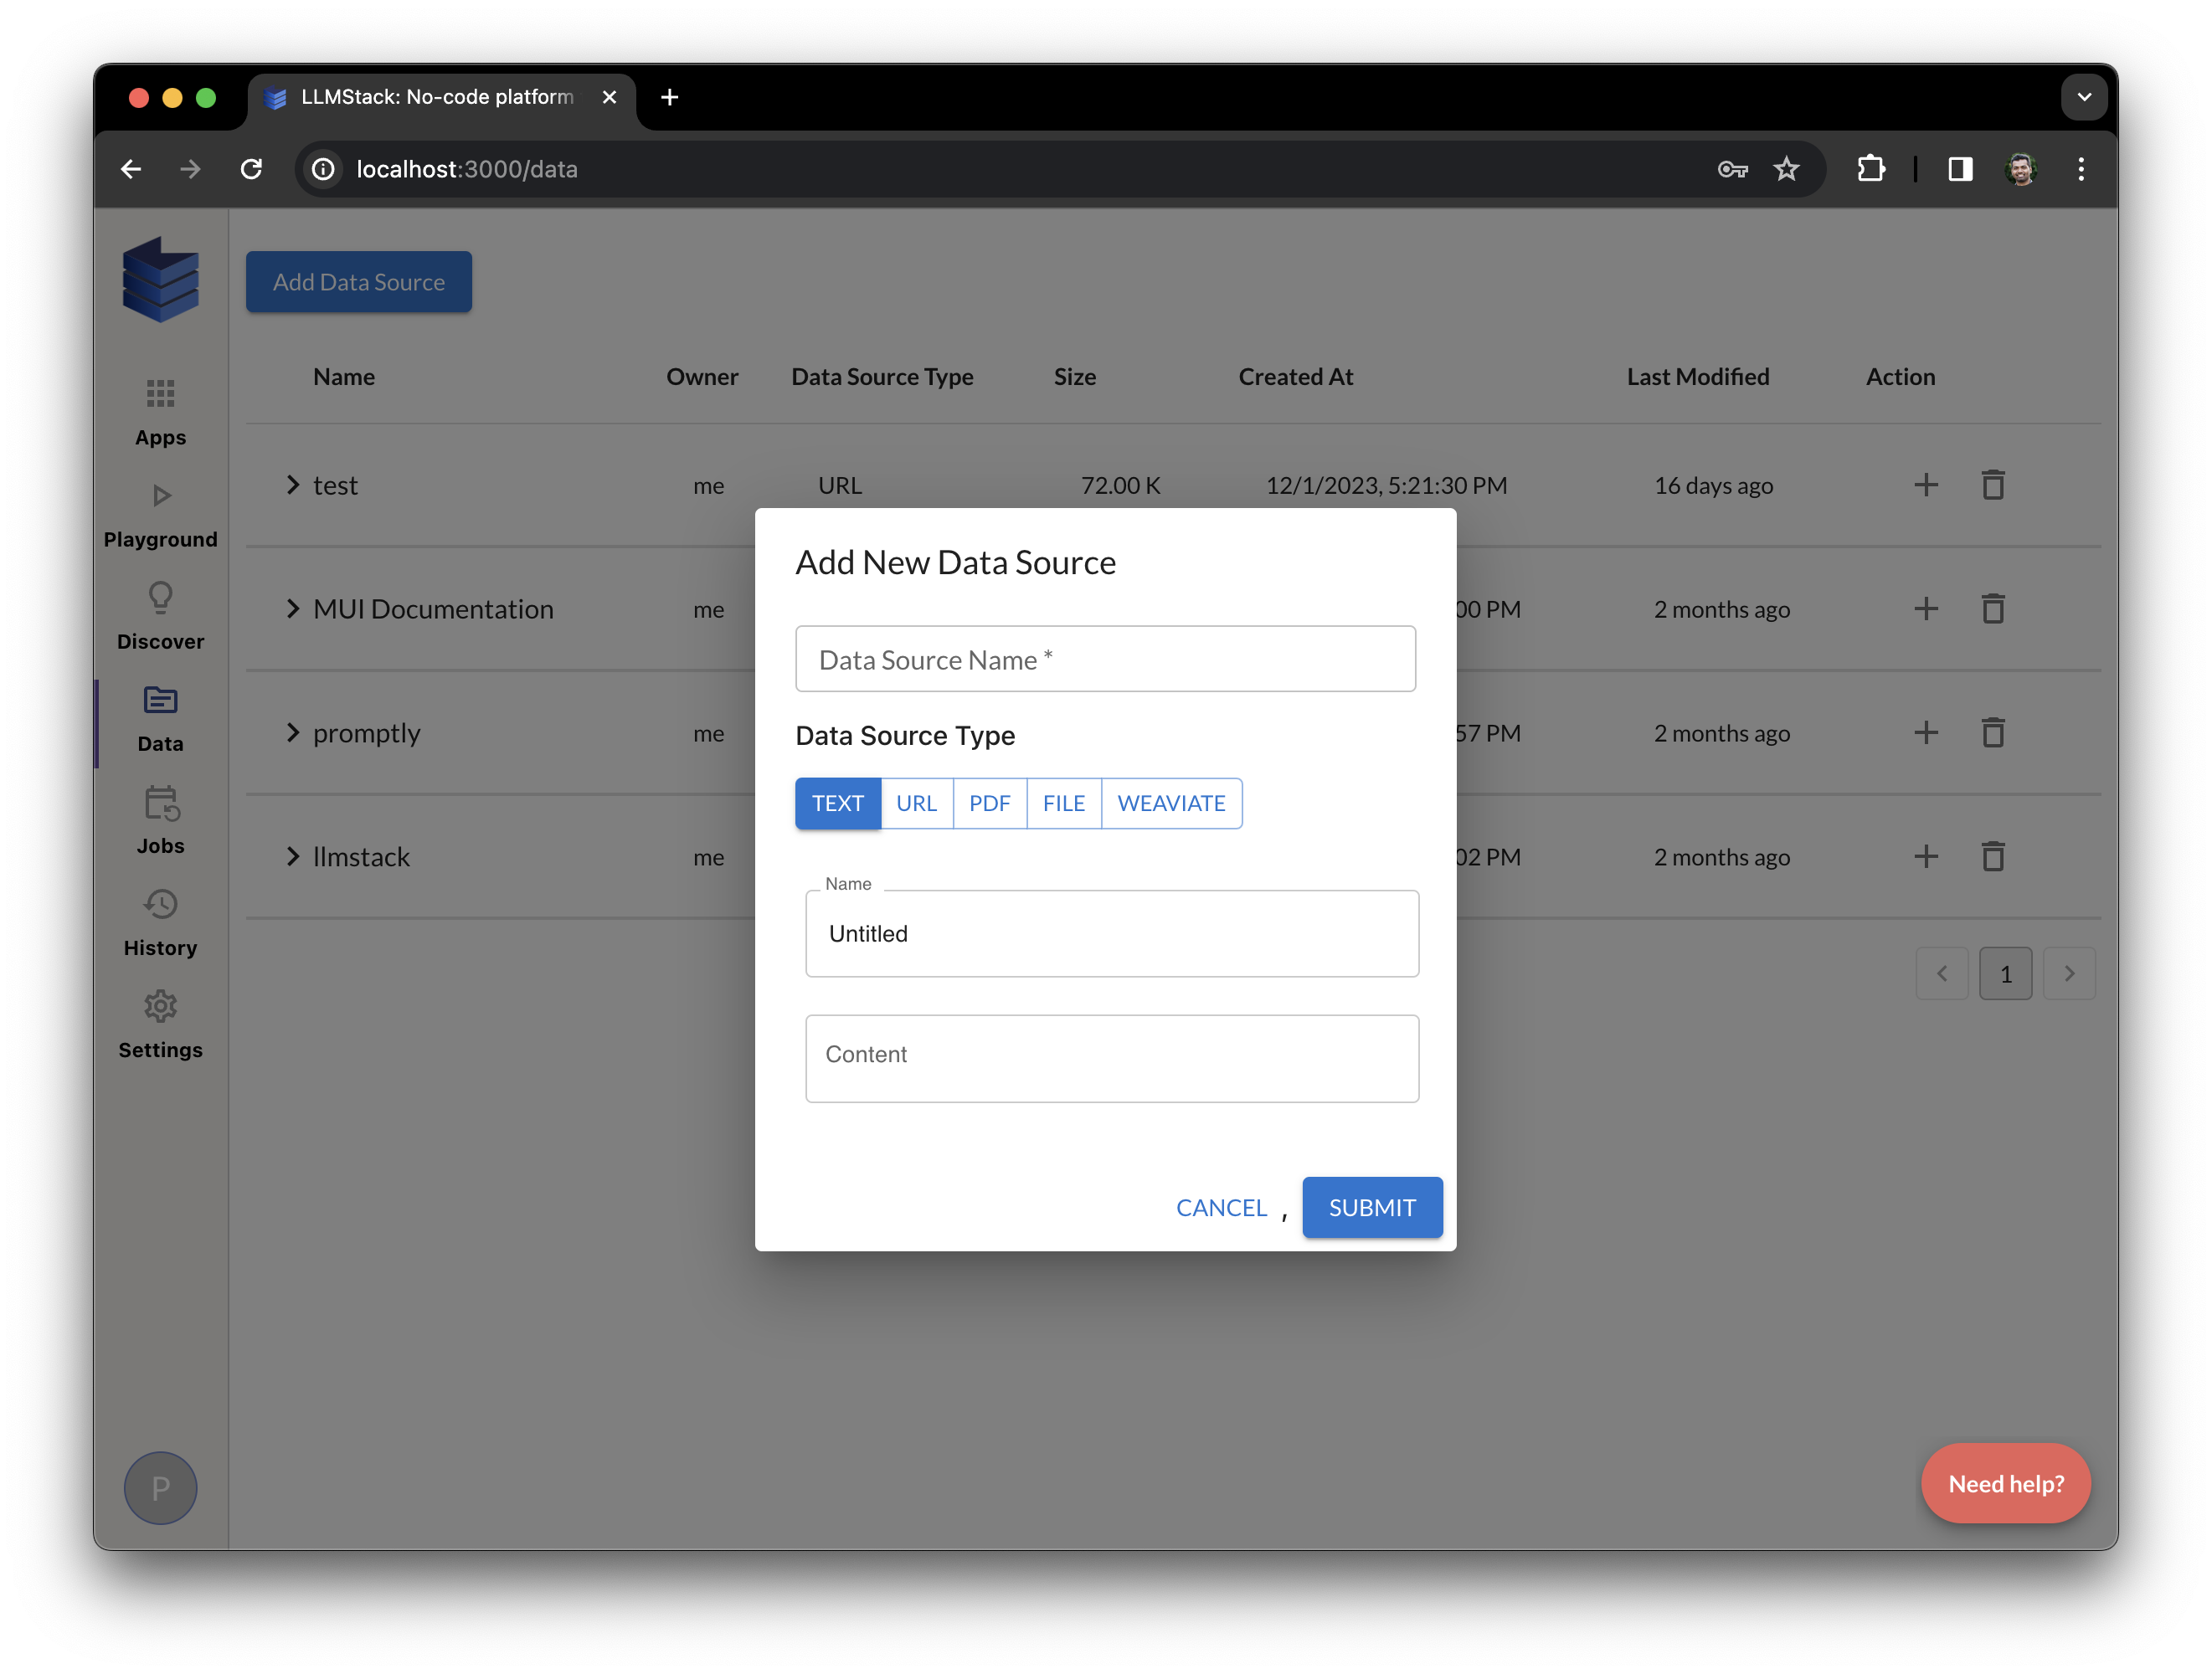 LLMStack: No-code platform
localhost:3000/data
Add Data Source
Name Owner Data Source Type Size Created At Last Modified Action
Apps
test me URL 72.00 K 12/1/2023, 5:21:30 PM 16 days ago
Playground
Add New Data Source
MUI Documentation me 00 PM 2 months ago
Discover
Data Source Name *
promptly me 57 PM 2 months ago
Data
Data Source Type
TEXT URL PDF FILE WEAVIATE
Jobs
llmstack me 02 PM 2 months ago
Name
Untitled
History
1
Content
Settings
CANCEL , SUBMIT
P
Need help?